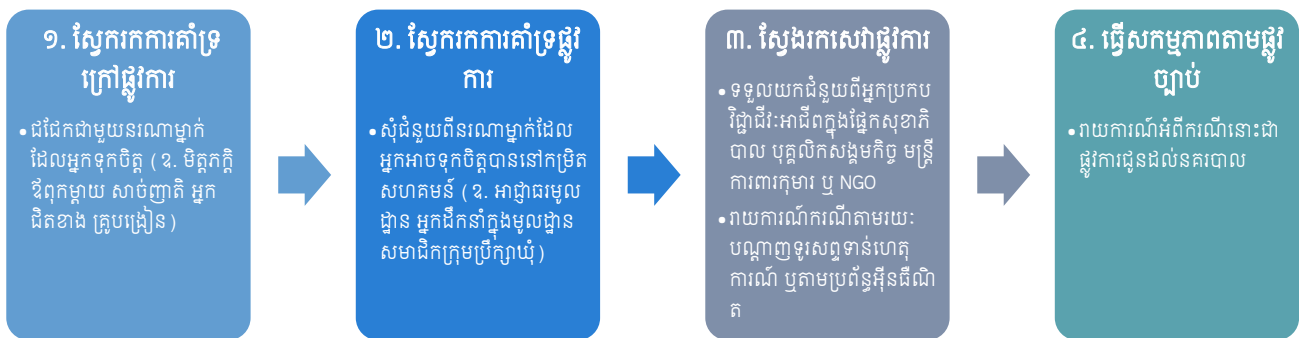 ១. ស្វែករកការគាំទ្រ
ក្រៅផ្លូវការ
• ជជែកជាមួយនរណាម្នាក់
ដែលអ្នកទុកចិត្ត (ឧ. មិត្តភក្តិ
ឪពុកម្តាយ សាច់ញាតិ អ្នក
ជិតខាង គ្រូបង្រៀន)
២. ស្វែករកការគាំទ្រផ្លូវ
ការ
• សុំជំនួយពីនរណាម្នាក់ដែល
អ្នកអាចទុកចិត្តបាននៅកម្រិត
សហគមន៍ (ឧ. អាជ្ញាធរមូល
ដ្ឋាន អ្នកដឹកនាំក្នុងមូលដ្ឋាន
សមាជិកក្រុមប្រឹក្សាឃុំ)
៣. ស្វែងរកសេវាផ្លូវការ
• ទទួលយកជំនួយពីអ្នកប្រកប
វិជ្ជាជីវៈអាជីពក្នុងផ្នែកសុខាភិ
បាល បុគ្គលិកសង្គមកិច្ច មន្ត្រី
ការពារកុមារ ឬ NGO
• រាយការណ៍ករណីតាមរយៈ
បណ្តាញទូរសព្ទទាន់ហេតុ
ការណ៍ ឬតាមប្រព័ន្ធអ៊ីនធឺណិ
ត
៤. ធ្វើសកម្មភាពតាមផ្លូវ
ច្បាប់
• រាយការណ៍អំពីករណីនោះជា
ផ្លូវការជូនដល់នគរបាល